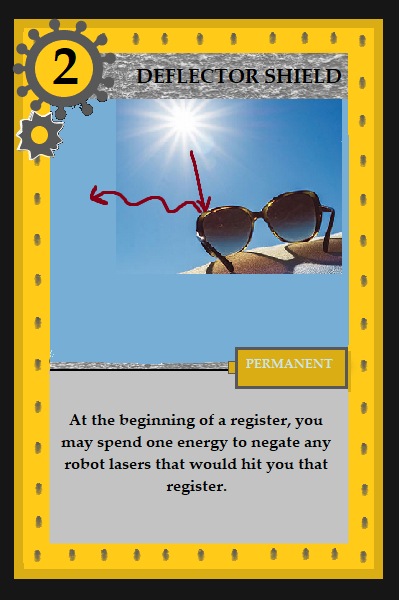 2
DEFLECTOR SHIELD
PERMANENT
At the beginning of a register, you
may spend one energy to negate any
robot lasers that would hit you that
register.